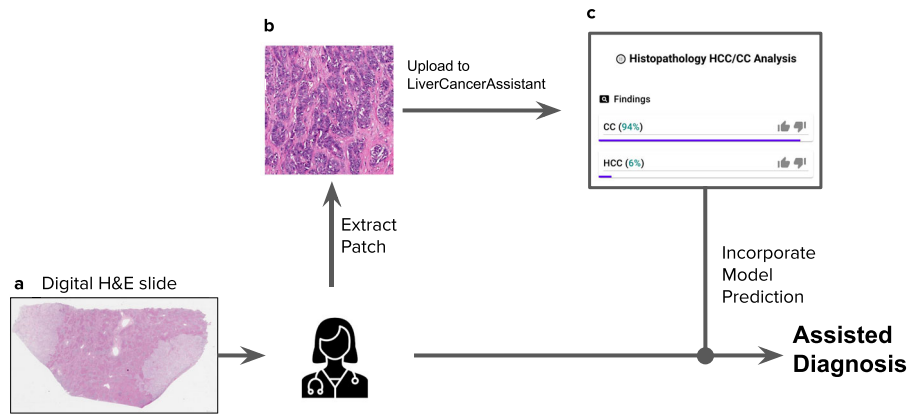 b
c
Upload to
LiverCancerAssistant
Histopathology HCC/CC Analysis
Findings
CC (94%)
HCC (6%)
Extract
Patch
Incorporate
Model
Prediction
a Digital H&E slide
Assisted
Diagnosis